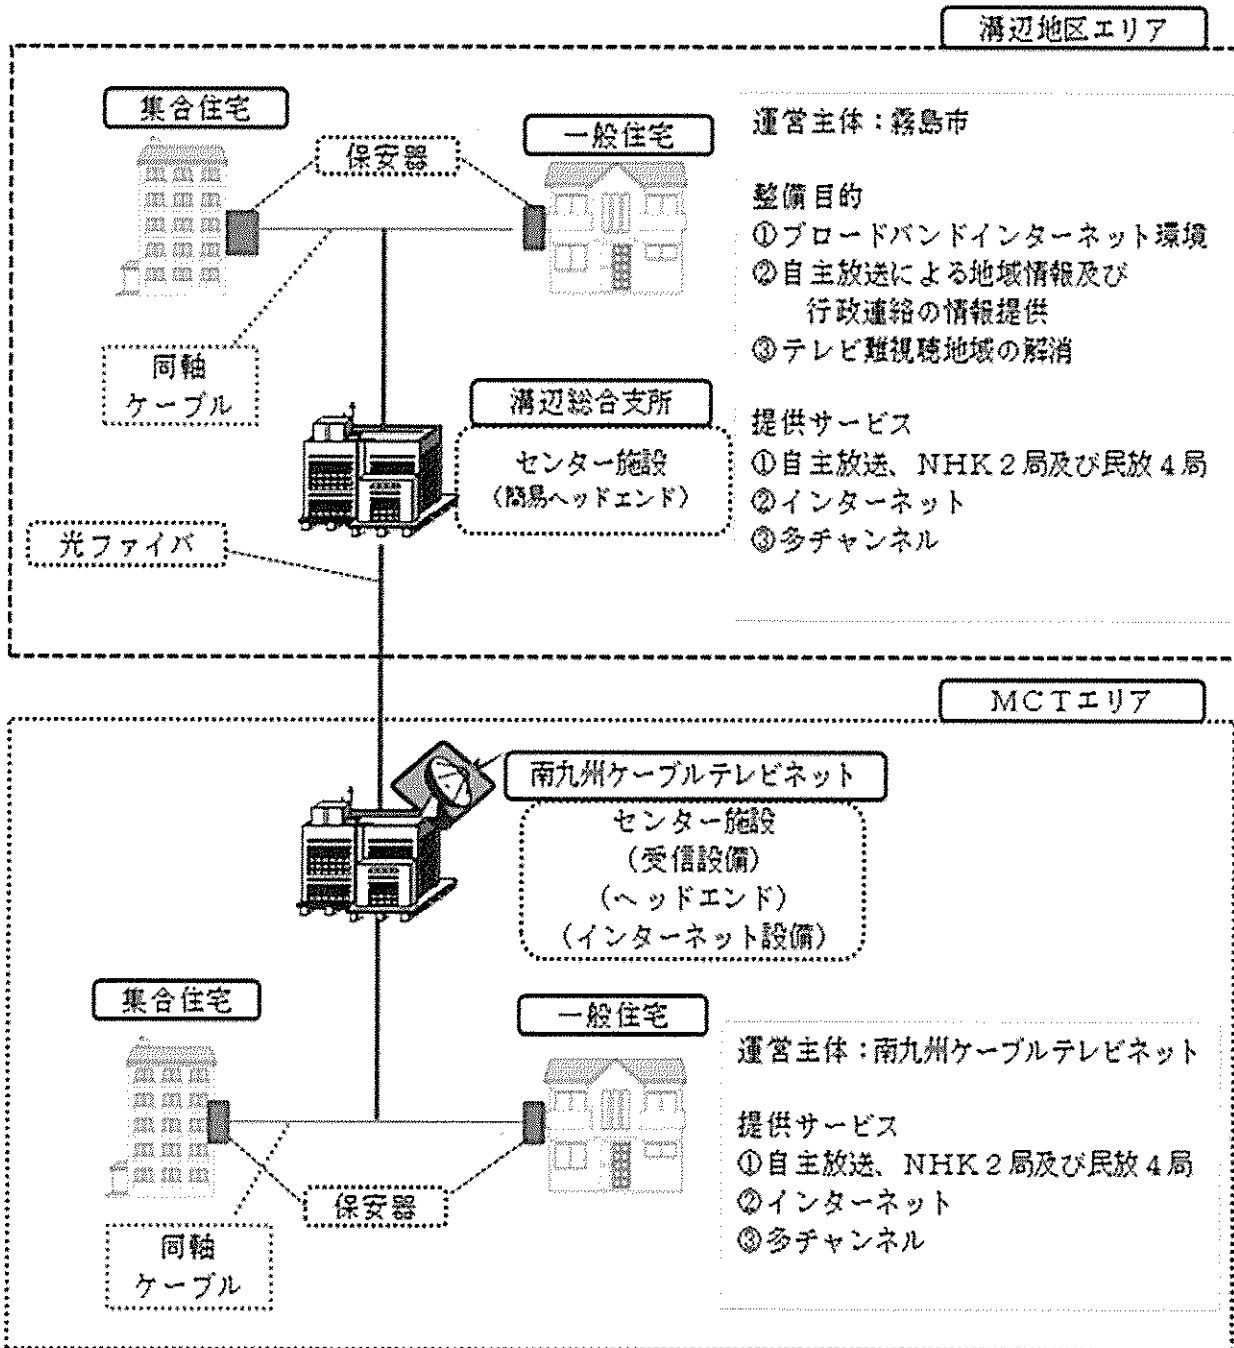 溝辺地区エリア
集合住宅
保安器
一般住宅
同軸
ケーブル
溝辺総合支所
センター施設
(簡易ヘッドエンド)
光ファイバ
運営主体：霧島市
整備目的
①ブロードバンドインターネット環境
②自主放送による地域情報及び
行政連絡の情報提供
③テレビ難視聴地域の解消
提供サービス
①自主放送、NHK2局及び民放4局
②インターネット
③多チャンネル
MCTエリア
南九州ケーブルテレビネット
センター施設
(受信設備)
(ヘッドエンド)
(インターネット設備)
集合住宅
一般住宅
保安器
同軸
ケーブル
運営主体：南九州ケーブルテレビネット
提供サービス
①自主放送、NHK2局及び民放4局
②インターネット
③多チャンネル